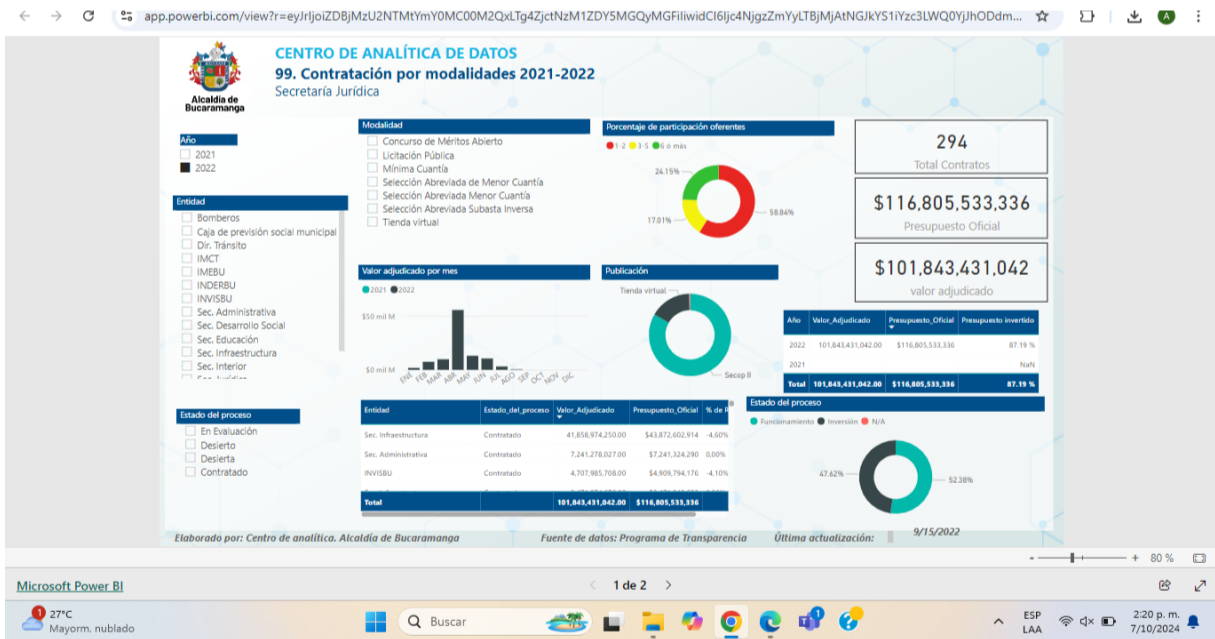 app.powerbi.com/view?r=eyJrIjoiZDBjMzU2NTMtYmY0MC00M2QxLTg4ZjctNzM1ZDY5MGQyMGFiIiwidCI6Ijc4NjgzZmYyLTBjMjAtNGJkYS1iYzc3LWQ0YjJhODdm...
A
Alcaldía de
Bucaramanga
CENTRO DE ANALÍTICA DE DATOS
99. Contratación por modalidades 2021-2022
Secretaría Jurídica
Año
2021
2022
Modalidad
Concurso de Méritos Abierto
Licitación Pública
Mínima Cuantía
Selección Abreviada de Menor Cuantía
Selección Abreviada Menor Cuantía
Selección Abreviada Subasta Inversa
Tienda virtual
Porcentaje de participación oferentes
1-2 3-5 6 ó más
24.15%
17.01%
58.84%
294
Total Contratos
$116,805,533,336
Presupuesto Oficial
$101,843,431,042
valor adjudicado
Entidad
Bomberos
Caja de previsión social municipal
Dir. Tránsito
IMCT
IMEBU
INDERBU
INVISBU
Sec. Administrativa
Sec. Desarrollo Social
Sec. Educación
Sec. Infraestructura
Sec. Interior
Sec. Jurídica
Valor adjudicado por mes
2021 2022
$50 mil M
$0 mil M
ENE FEB MAR ABR MAY JUN JUL AGO SEP OCT NOV DIC
Publicación
Tienda virtual
Secop II
Año Valor_Adjudicado Presupuesto_Oficial Presupuesto invertido
2022 101,843,431,042.00 $116,805,533,336 87.19 %
2021 NaN
Total 101,843,431,042.00 $116,805,533,336 87.19 %
Estado del proceso
En Evaluación
Desierto
Desierta
Contratado
Entidad Estado_del_proceso Valor_Adjudicado Presupuesto_Oficial % de
Sec. Infraestructura Contratado 41,858,974,250.00 $43,872,602,914 -4,60%
Sec. Administrativa Contratado 7,241,278,027.00 $7,241,324,290 0,00%
INVISBU Contratado 4,707,985,708.00 $4,909,794,176 -4,10%
Total 101,843,431,042.00 $116,805,533,336
Estado del proceso
Funcionamiento Inversión N/A
47.62%
52.38%
Elaborado por: Centro de analítica. Alcaldía de Bucaramanga Fuente de datos: Programa de Transparencia Última actualización: 9/15/2022
- + 80 %
Microsoft Power BI
1 de 2
1
27°C
Mayorm. nublado
Buscar
ESP
LAA
2:20 p. m.
7/10/2024